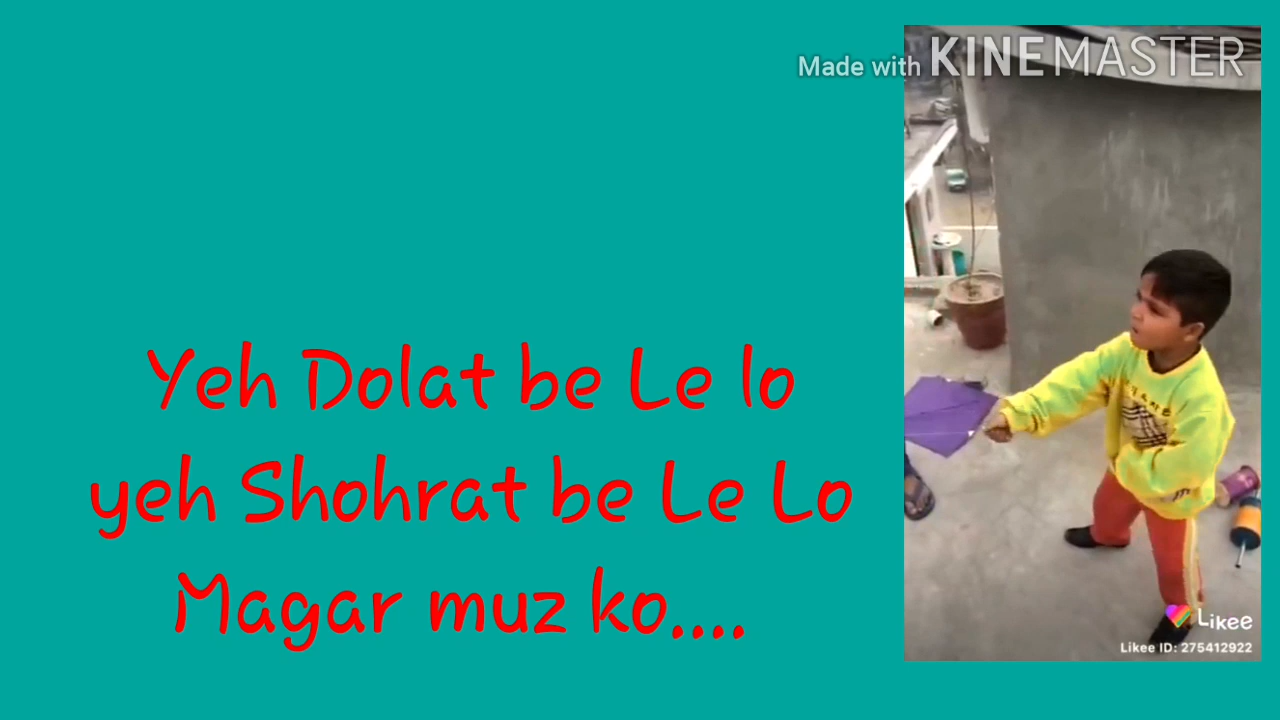 Made with KINEMASTER
Yeh Dolat be Le lo
yeh Shohrat be Le Lo
Magar muz ko....
Likee
Likee ID: 275412922